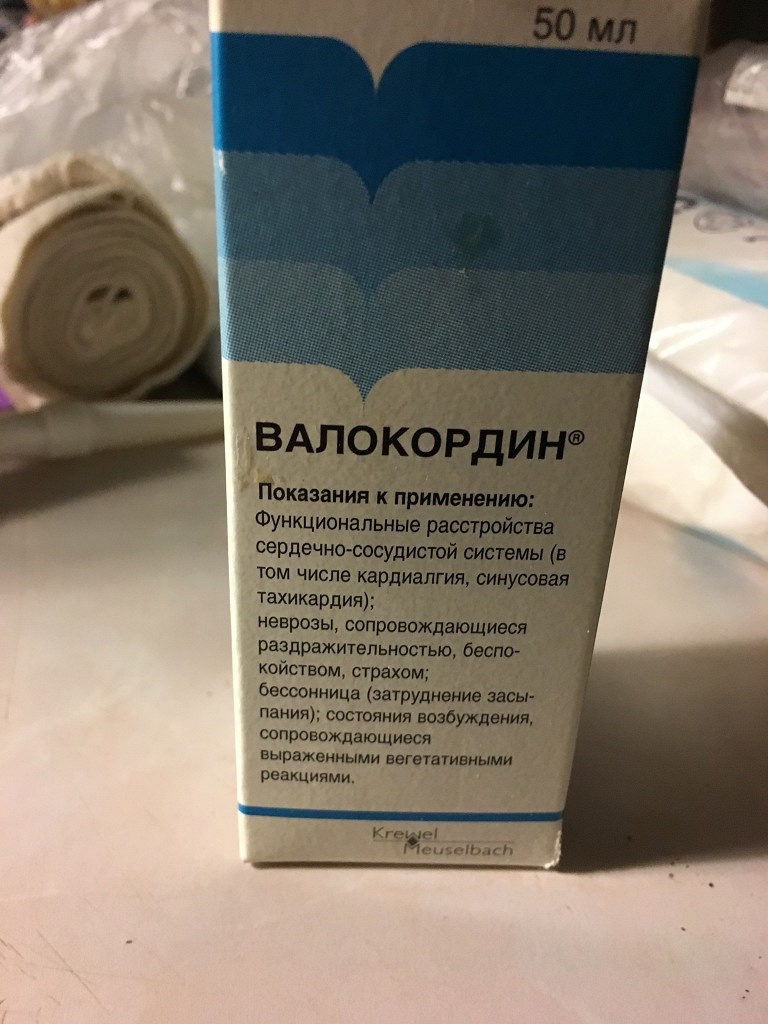 50 мл
ВАЛОКОРДИН®
Показания к применению:
Функциональные расстройства
сердечно-сосудистой системы (в
том числе кардиалгия, синусовая
тахикардия);
неврозы, сопровождающиеся
раздражительностью, беспо-
койством, страхом;
бессонница (затруднение засы-
пания); состояния возбуждения,
сопровождающиеся
выраженными вегетативными
реакциями.
Krewel
Meuselbach